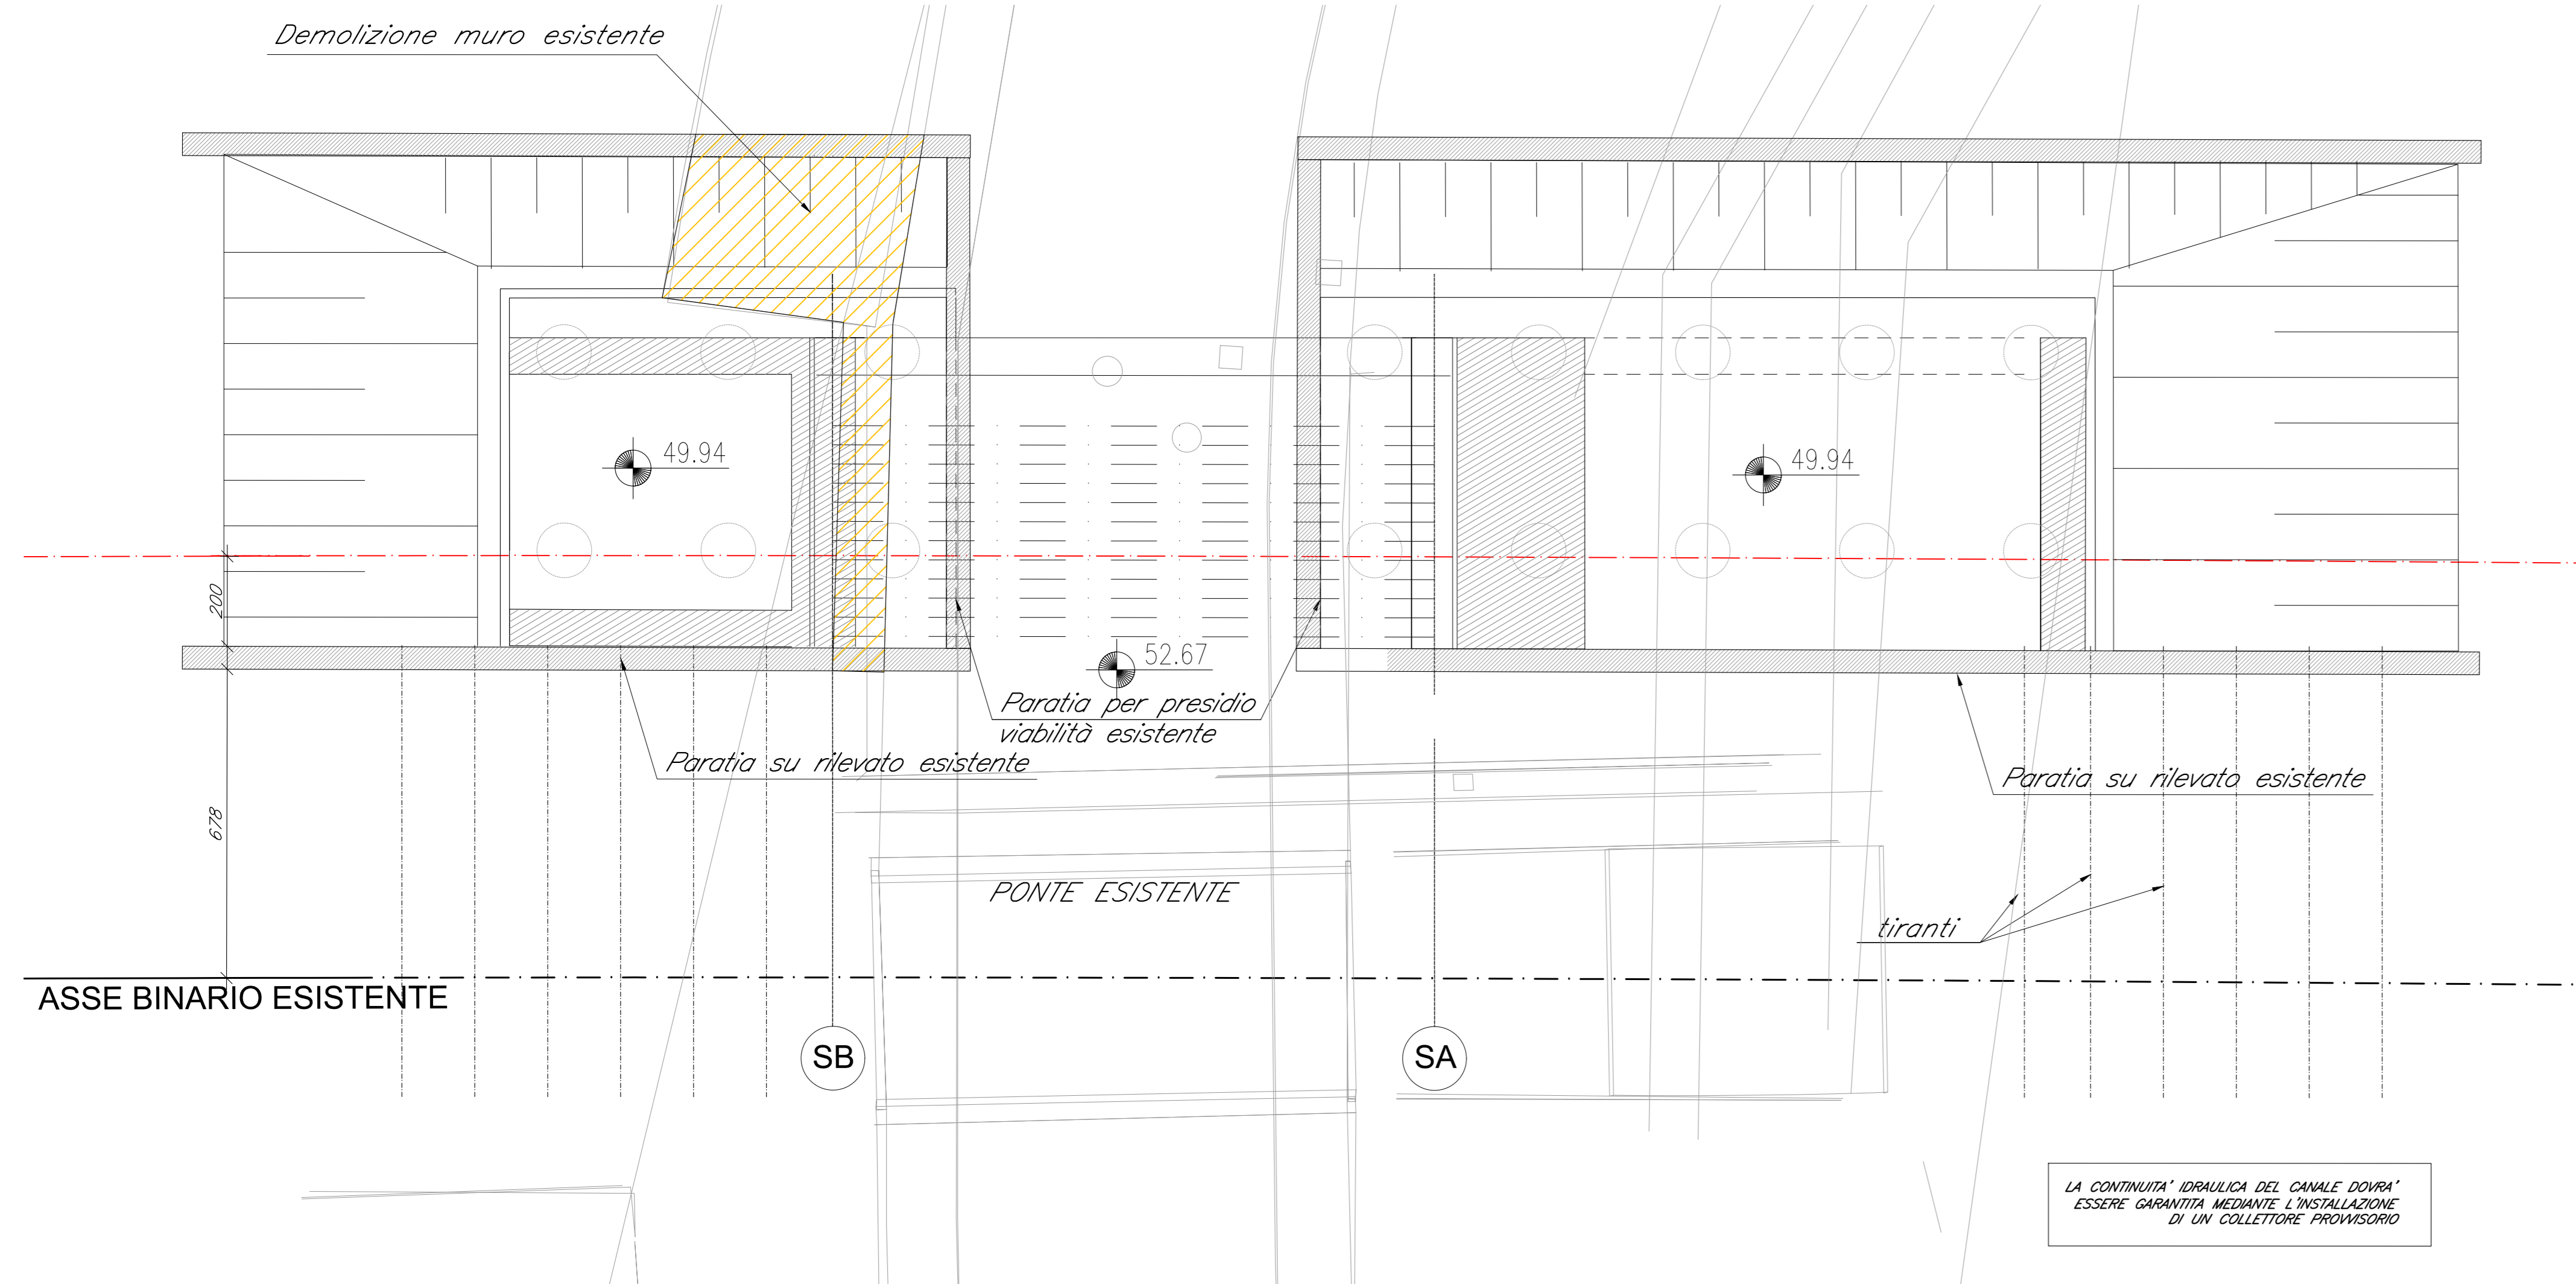 Demolizione muro esistente
49.94
49.94
200
52.67
Paratia per presidio
viabilità esistente
Paratia su rilevato esistente
Paratia su rilevato esistente
678
PONTE ESISTENTE
tiranti
ASSE BINARIO ESISTENTE
SB
SA
LA CONTINUITA' IDRAULICA DEL CANALE DOVRA'
ESSERE GARANTITA MEDIANTE L'INSTALLAZIONE
DI UN COLLETTORE PROVVISORIO